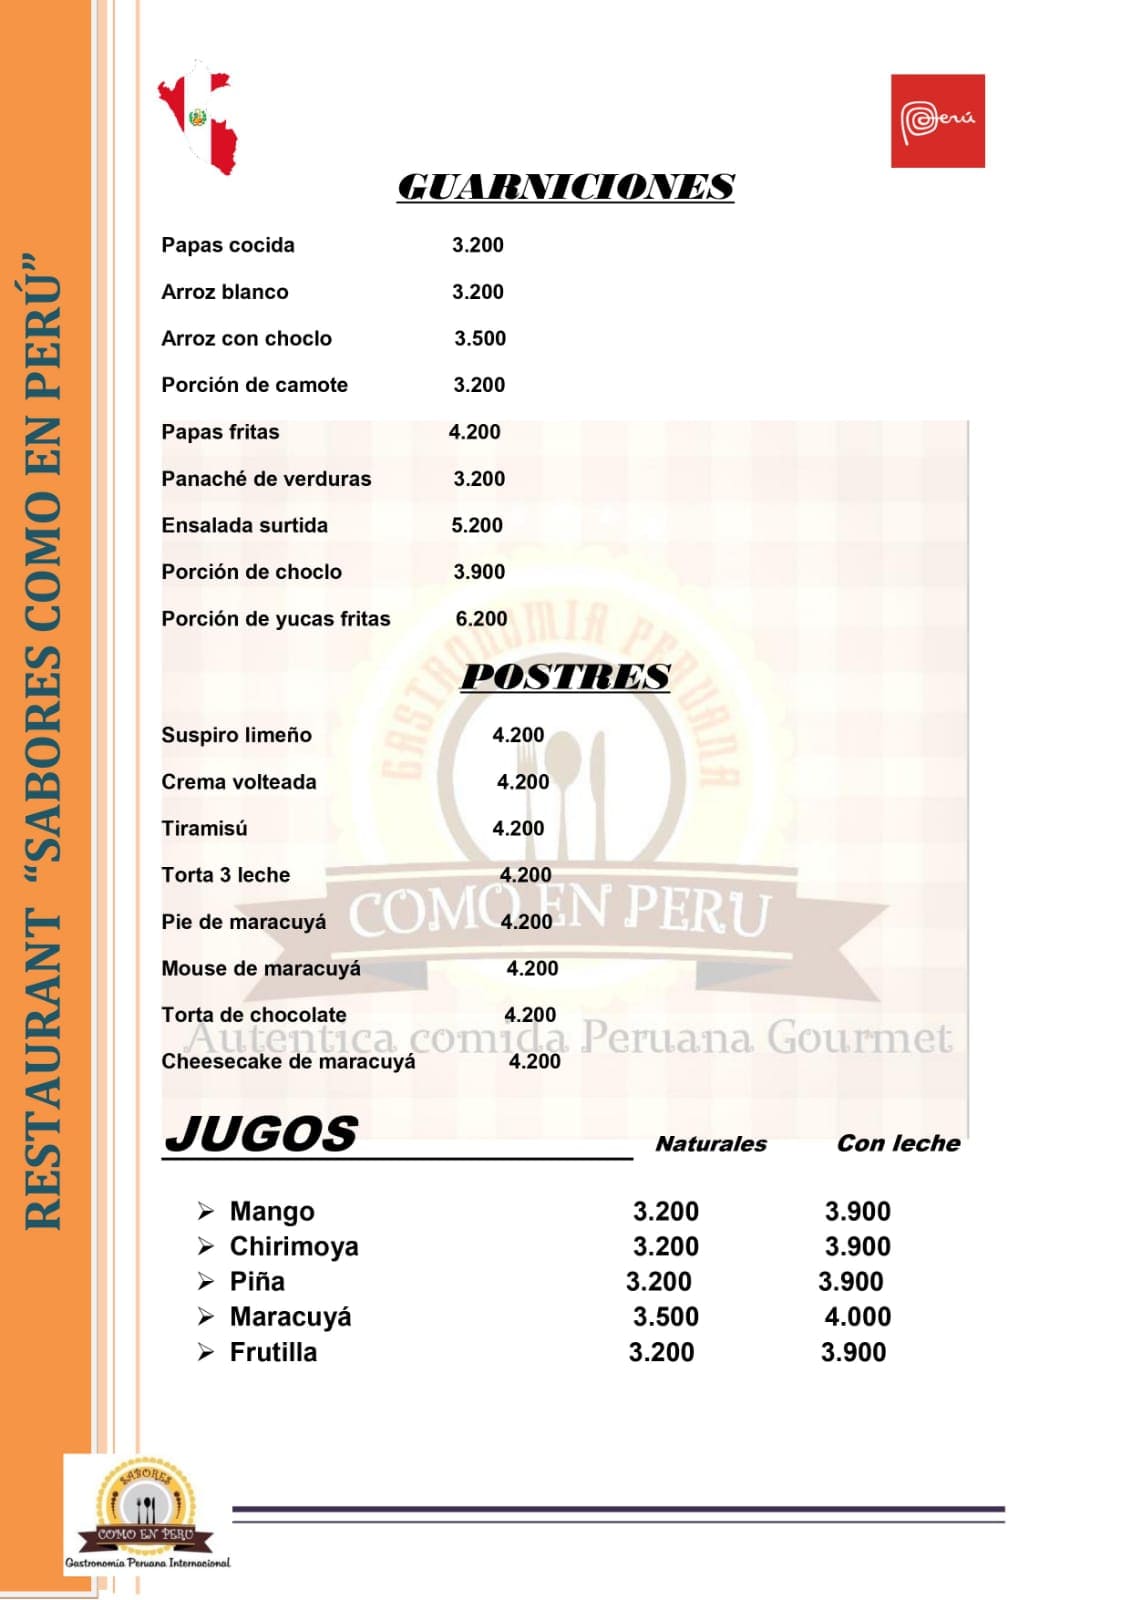 RESTAURANT “SABORES COMO EN PERÚ”
Perú
GUARNICIONES
Papas cocida 3.200
Arroz blanco 3.200
Arroz con choclo 3.500
Porción de camote 3.200
Papas fritas 4.200
Panaché de verduras 3.200
Ensalada surtida 5.200
Porción de choclo 3.900
Porción de yucas fritas 6.200
GASTRONOMIA PERUANA
POSTRES
Suspiro limeño 4.200
Crema volteada 4.200
Tiramisú 4.200
Torta 3 leche 4.200
COMO EN PERU
Pie de maracuyá 4.200
Mouse de maracuyá 4.200
Torta de chocolate 4.200
Autentica comida Peruana Gourmet
Cheesecake de maracuyá 4.200
JUGOS Naturales Con leche
➢ Mango 3.200 3.900
➢ Chirimoya 3.200 3.900
➢ Piña 3.200 3.900
➢ Maracuyá 3.500 4.000
➢ Frutilla 3.200 3.900
SABORES
COMO EN PERU
Gastronomia Peruana Internacional